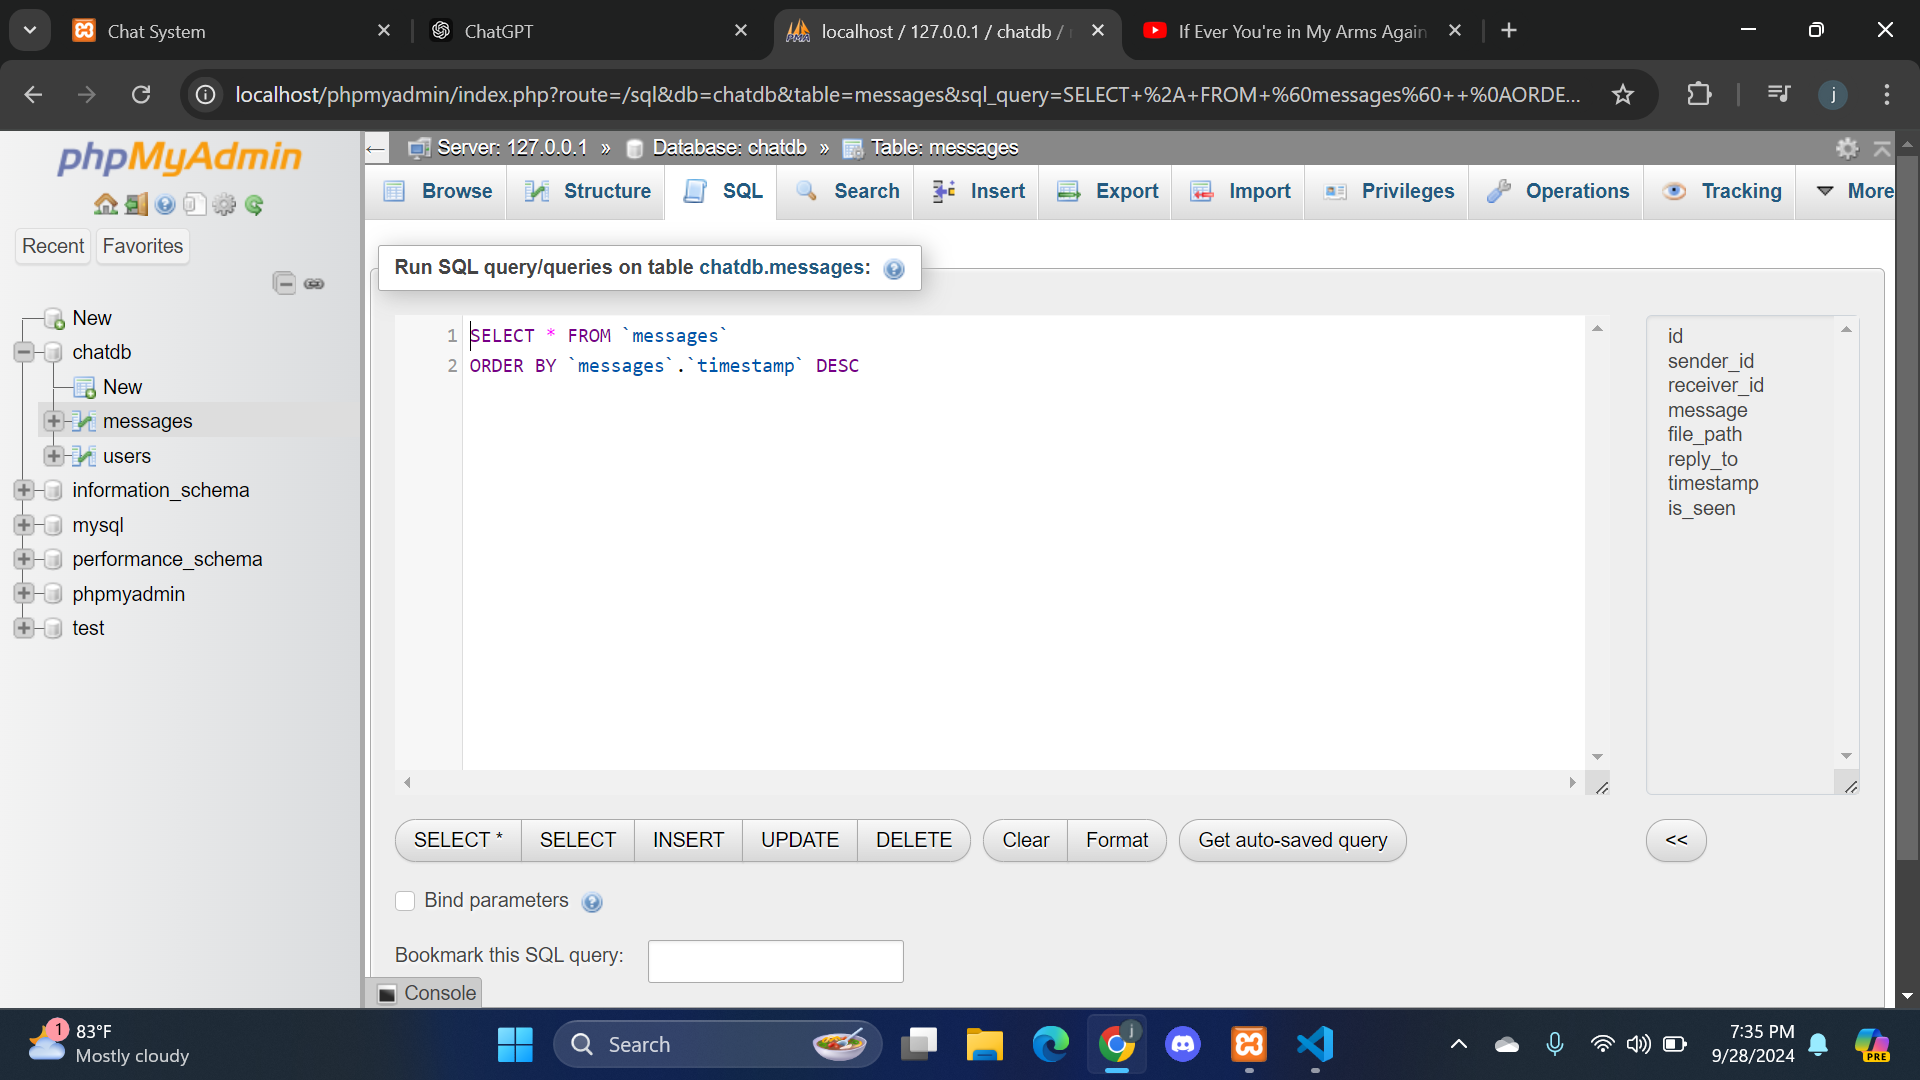 Chat System
ChatGPT
localhost / 127.0.0.1 / chatdb /
If Ever You're in My Arms Again
localhost/phpmyadmin/index.php?route=/sql&db=chatdb&table=messages&sql_query=SELECT+%2A+FROM+%60messages%60++%0AORDE...
j
phpMyAdmin
Recent
Favorites
New
chatdb
New
messages
users
information_schema
mysql
performance_schema
phpmyadmin
test
Server: 127.0.0.1 » Database: chatdb » Table: messages
Browse
Structure
SQL
Search
Insert
Export
Import
Privileges
Operations
Tracking
More
Run SQL query/queries on table chatdb.messages:
1 SELECT * FROM `messages`
2 ORDER BY `messages`.`timestamp` DESC
id
sender_id
receiver_id
message
file_path
reply_to
timestamp
is_seen
SELECT *
SELECT
INSERT
UPDATE
DELETE
Clear
Format
Get auto-saved query
<<
Bind parameters
Bookmark this SQL query:
Console
1
83°F
Mostly cloudy
Search
j
7:35 PM
9/28/2024
PRE